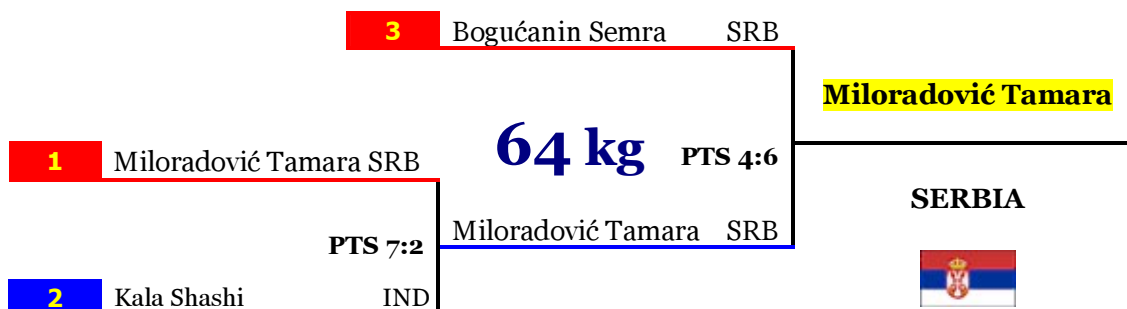 3 Bogućanin Semra SRB
Miloradović Tamara
64 kg PTS 4:6
1 Miloradović Tamara SRB
SERBIA
Miloradović Tamara SRB
PTS 7:2
2 Kala Shashi IND